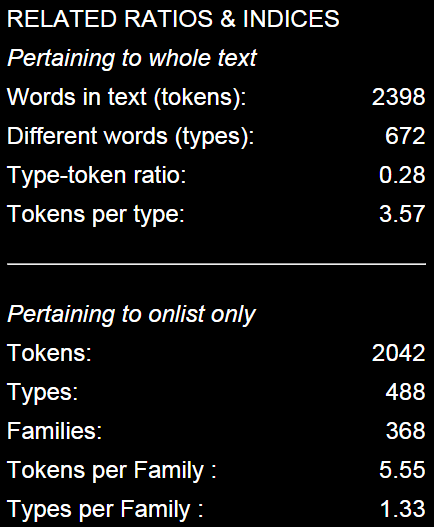 RELATED RATIOS & INDICES
Pertaining to whole text
Words in text (tokens): 2398
Different words (types): 672
Type-token ratio: 0.28
Tokens per type: 3.57
Pertaining to onlist only
Tokens: 2042
Types: 488
Families: 368
Tokens per Family : 5.55
Types per Family : 1.33